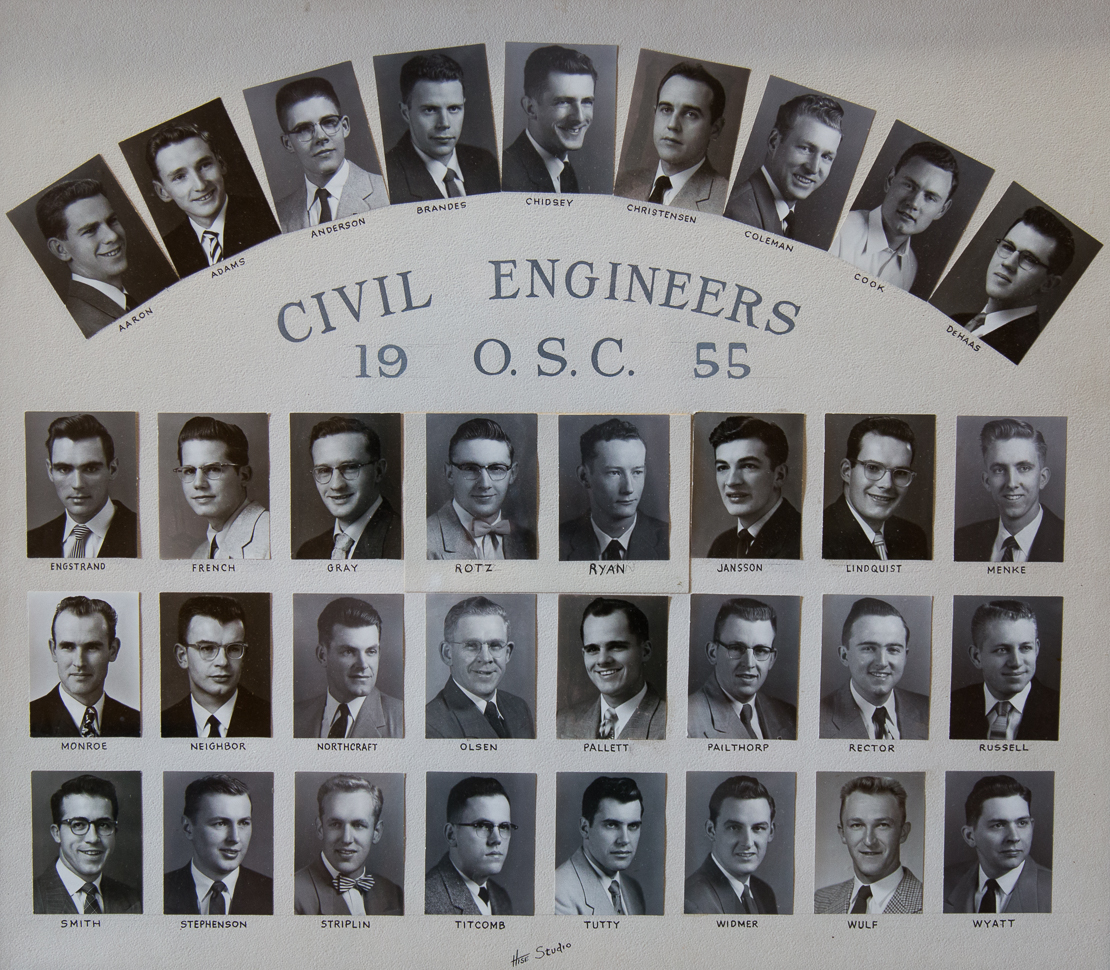 AARON
ADAMS
ANDERSON
BRANDES
CHIDSEY
CHRISTENSEN
COLEMAN
COOK
DEHAAS
CIVIL ENGINEERS
19 O.S.C. 55
ENGSTRAND FRENCH GRAY ROTZ RYAN JANSSON LINDQUIST MENKE
MONROE NEIGHBOR NORTHCRAFT OLSEN PALLETT PAILTHORP RECTOR RUSSELL
SMITH STEPHENSON STRIPLIN TITCOMB TUTTY WIDMER WULF WYATT
HISE Studio